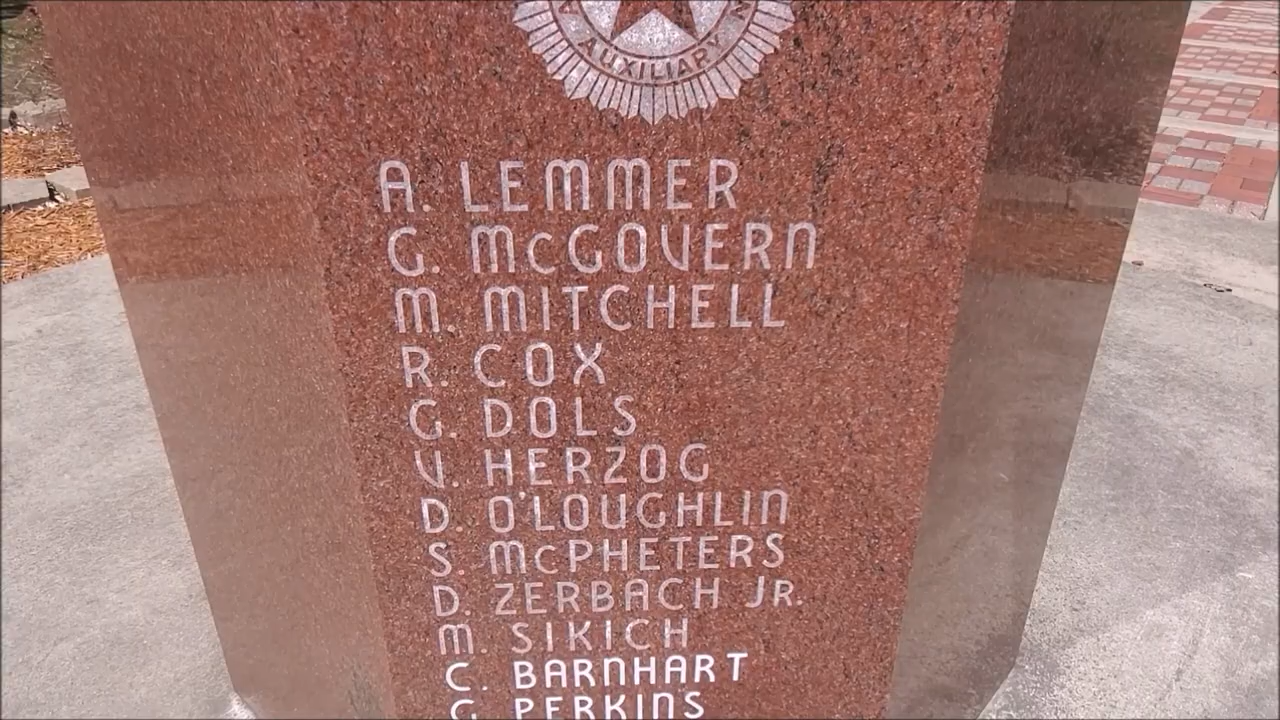 AUXILIARY
A. LEMMER
G. McGOVERN
M. MITCHELL
R. COX
G. DOLS
V. HERZOG
D. O'LOUGHLIN
S. McPHETERS
D. ZERBACH JR.
M. SIKICH
C. BARNHART
G. PERKINS